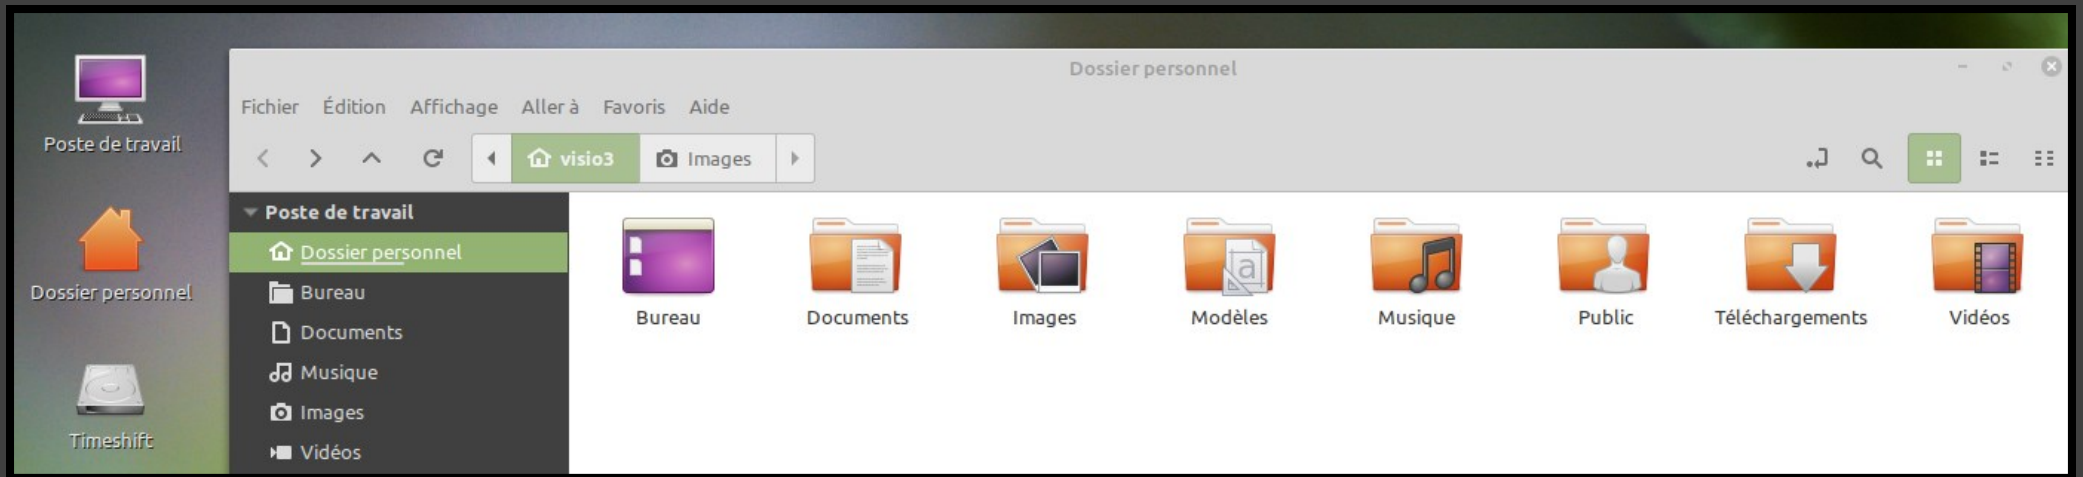 Poste de travail
Dossier personnel
Timeshift
Dossier personnel
Fichier Édition Affichage Aller à Favoris Aide
visio3 Images
Poste de travail
Dossier personnel
Bureau
Documents
Musique
Images
Vidéos
Bureau Documents Images Modèles Musique Public Téléchargements Vidéos